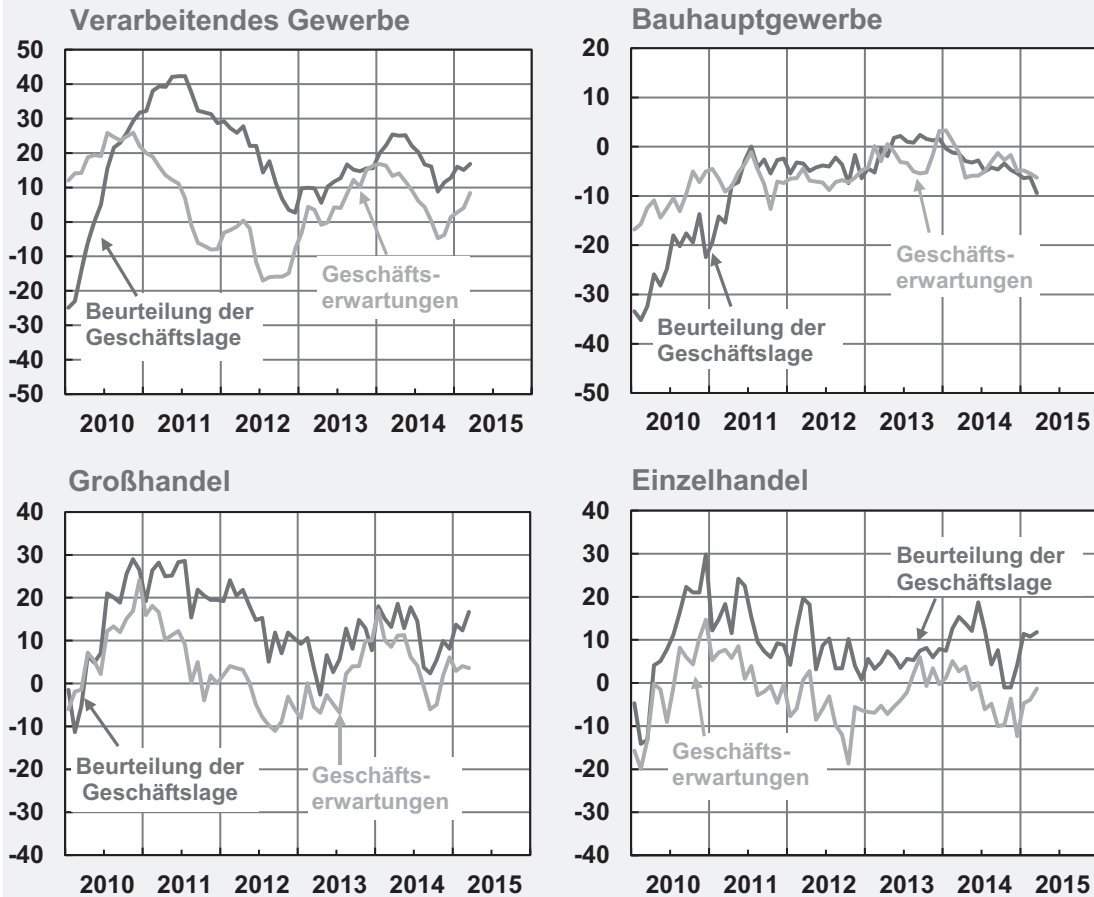 Verarbeitendes Gewerbe
50
40
30
20
10
0
-10
-20
-30
-40
-50
Geschäfts-
erwartungen
Beurteilung der
Geschäftslage
2010 2011 2012 2013 2014 2015
Bauhauptgewerbe
20
10
0
-10
-20
-30
-40
-50
Geschäfts-
erwartungen
Beurteilung der
Geschäftslage
2010 2011 2012 2013 2014 2015
Großhandel
40
30
20
10
0
-10
-20
-30
-40
Beurteilung der
Geschäftslage
Geschäfts-
erwartungen
2010 2011 2012 2013 2014 2015
Einzelhandel
40
30
20
10
0
-10
-20
-30
-40
Beurteilung der
Geschäftslage
Geschäfts-
erwartungen
2010 2011 2012 2013 2014 2015